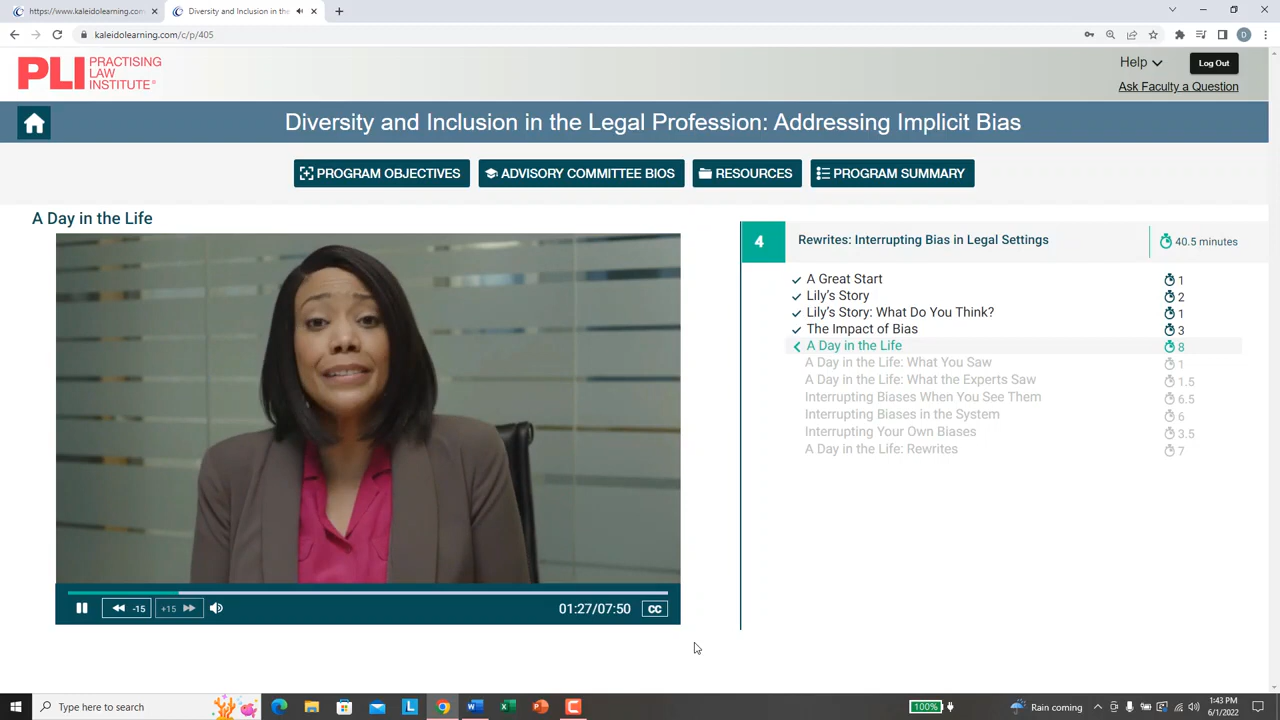 https://www.kaleidolearning.com
Diversity and Inclusion in the
kaleidolearning.com/c/p/405
D
PLI PRACTISING LAW INSTITUTE®
Help
Log Out
Ask Faculty a Question
Diversity and Inclusion in the Legal Profession: Addressing Implicit Bias
PROGRAM OBJECTIVES
ADVISORY COMMITTEE BIOS
RESOURCES
PROGRAM SUMMARY
A Day in the Life
4 Rewrites: Interrupting Bias in Legal Settings 40.5 minutes
A Great Start 1
Lily's Story 2
Lily's Story: What Do You Think? 1
The Impact of Bias 3
A Day in the Life 8
A Day in the Life: What You Saw 1
A Day in the Life: What the Experts Saw 1.5
Interrupting Biases When You See Them 6.5
Interrupting Biases in the System 6
Interrupting Your Own Biases 3.5
A Day in the Life: Rewrites 7
-15
+15
01:27/07:50
CC
Type here to search
L
100%
Rain coming
1:43 PM
6/1/2022